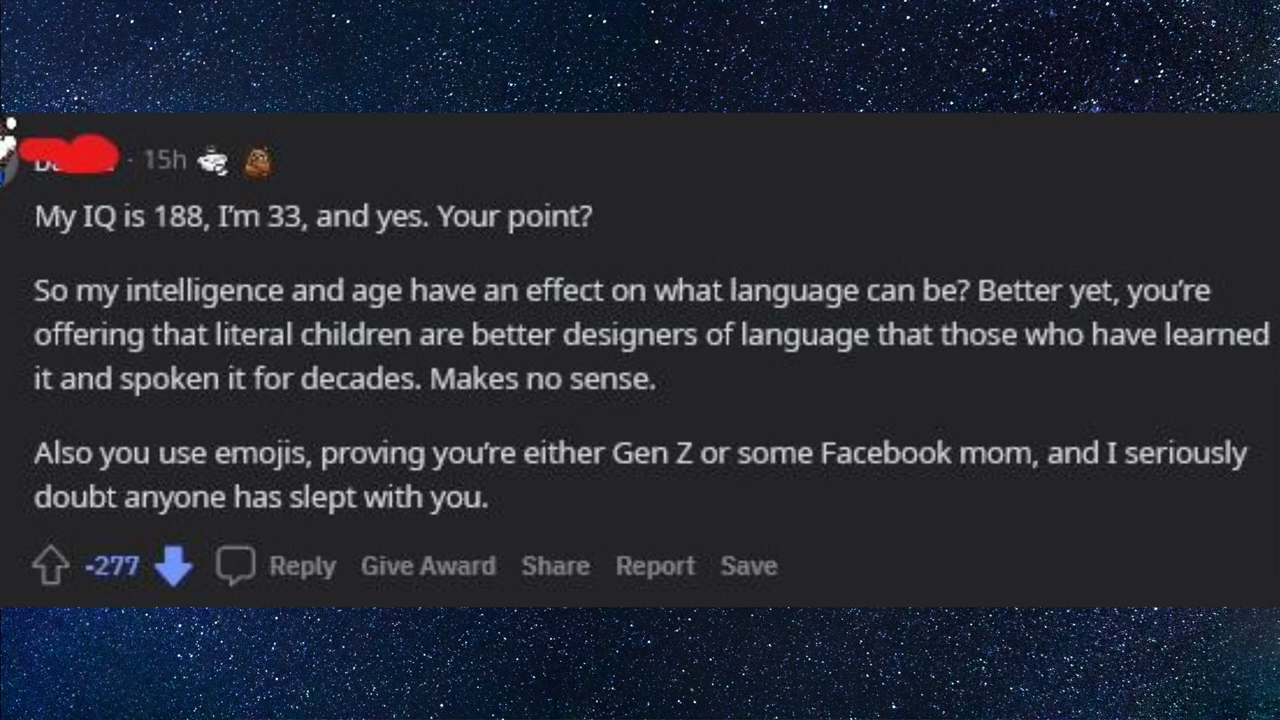 · 15h
My IQ is 188, I'm 33, and yes. Your point?
So my intelligence and age have an effect on what language can be? Better yet, you're
offering that literal children are better designers of language that those who have learned
it and spoken it for decades. Makes no sense.
Also you use emojis, proving you're either Gen Z or some Facebook mom, and I seriously
doubt anyone has slept with you.
-277 Reply Give Award Share Report Save